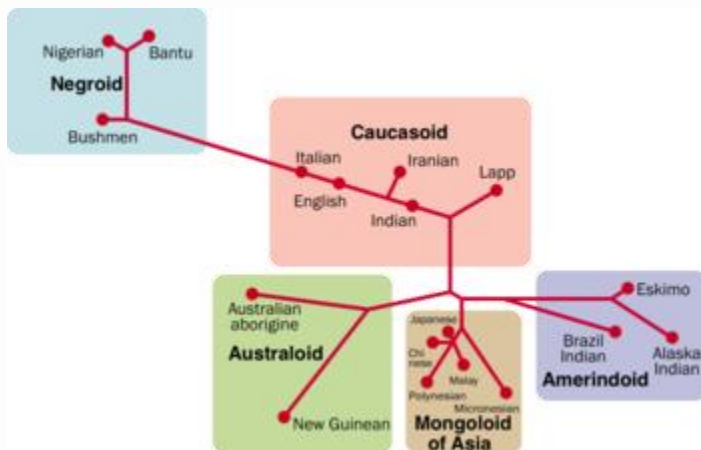 Nigerian
Bantu
Negroid
Bushmen
Caucasoid
Italian
Iranian
Lapp
English
Indian
Australian
aborigine
Australoid
New Guinean
Japanese
Chi
nese
Malay
Polynesian
Micronesian
Mongoloid
of Asia
Eskimo
Brazil
Indian
Alaska
Indian
Amerindoid